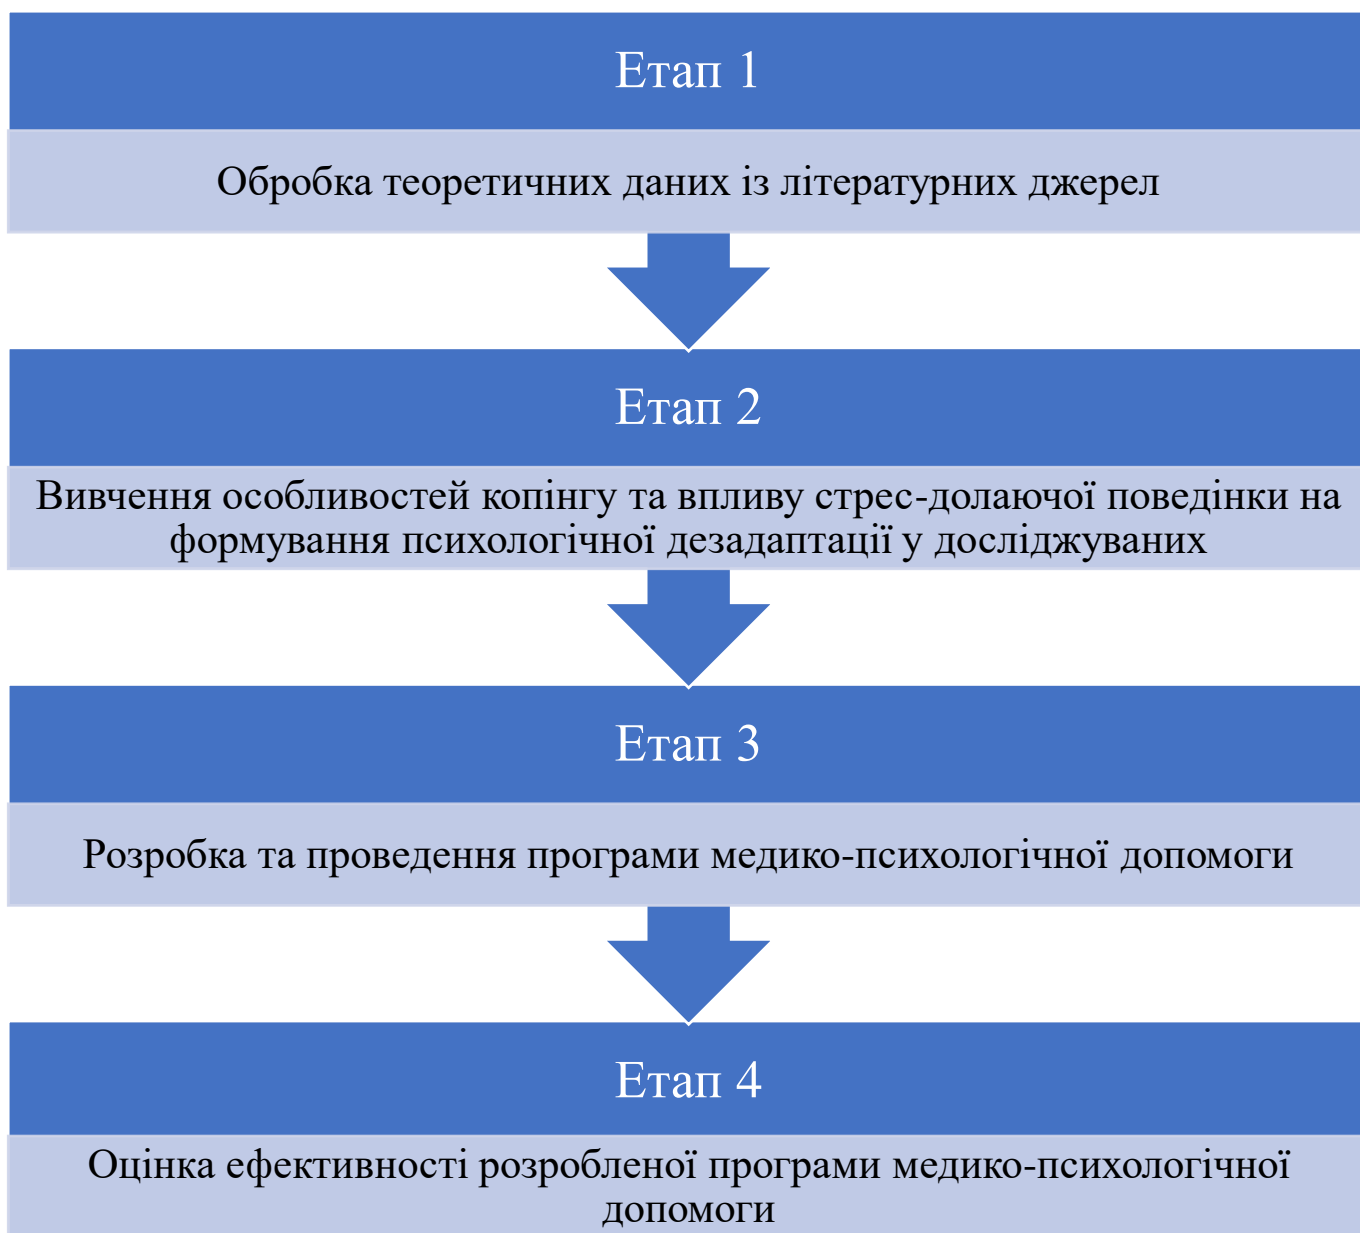 Етап 1
Обробка теоретичних даних із літературних джерел
Етап 2
Вивчення особливостей копінгу та впливу стрес-долаючої поведінки на
формування психологічної дезадаптації у досліджуваних
Етап 3
Розробка та проведення програми медико-психологічної допомоги
Етап 4
Оцінка ефективності розробленої програми медико-психологічної
допомоги